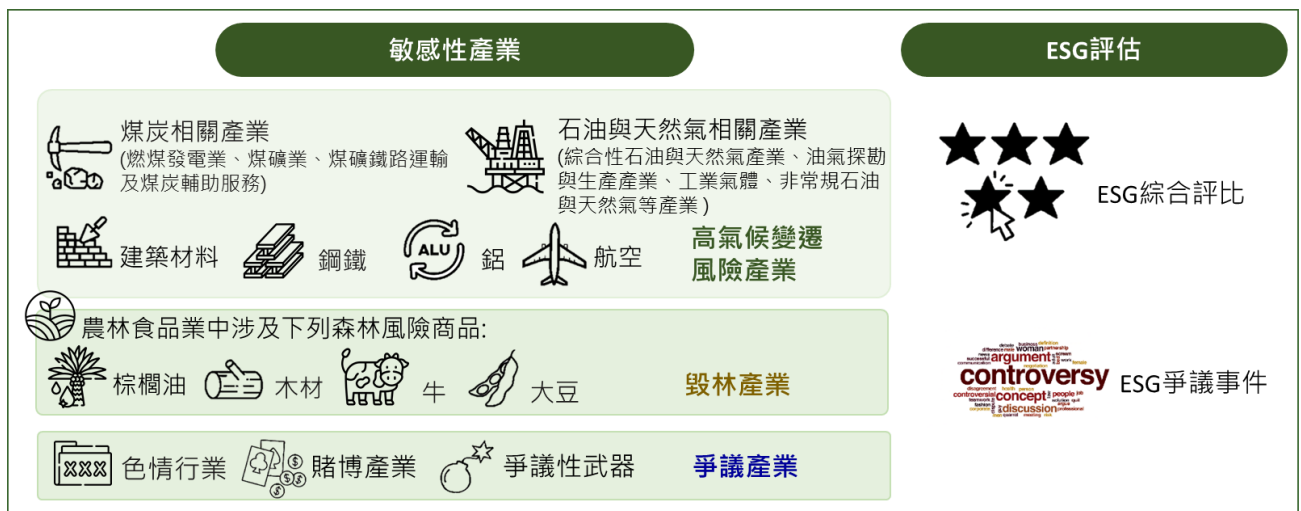 敏感性產業
ESG評估
煤炭相關產業
(燃煤發電業、煤礦業、煤礦鐵路運輸
及煤炭輔助服務)
石油與天然氣相關產業
(綜合性石油與天然氣產業、油氣探勘
與生產產業、工業氣體、非常規石油
與天然氣等產業)
建築材料
鋼鐵
ALU
鋁
航空
高氣候變遷
風險產業
農林食品業中涉及下列森林風險商品:
棕櫚油
木材
牛
大豆
毀林產業
XXX
色情行業
賭博產業
爭議性武器
爭議產業
ESG綜合評比
woman
argument
controversy
concept
people
discussion
ESG爭議事件